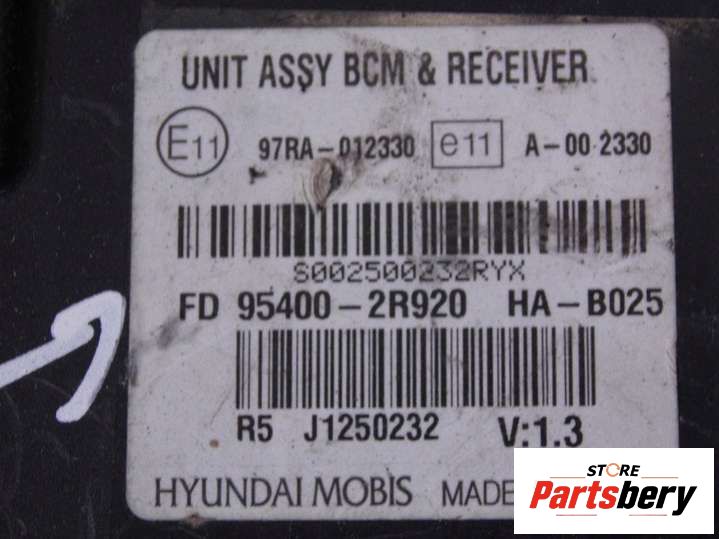 UNIT ASSY BCM & RECEIVER
E11 97RA-012330 e11 A-00 2330
S002500232RYX
FD 95400-2R920 HA-B025
R5 J1250232 V:1.3
HYUNDAI MOBIS MADE
STORE
Partsbery